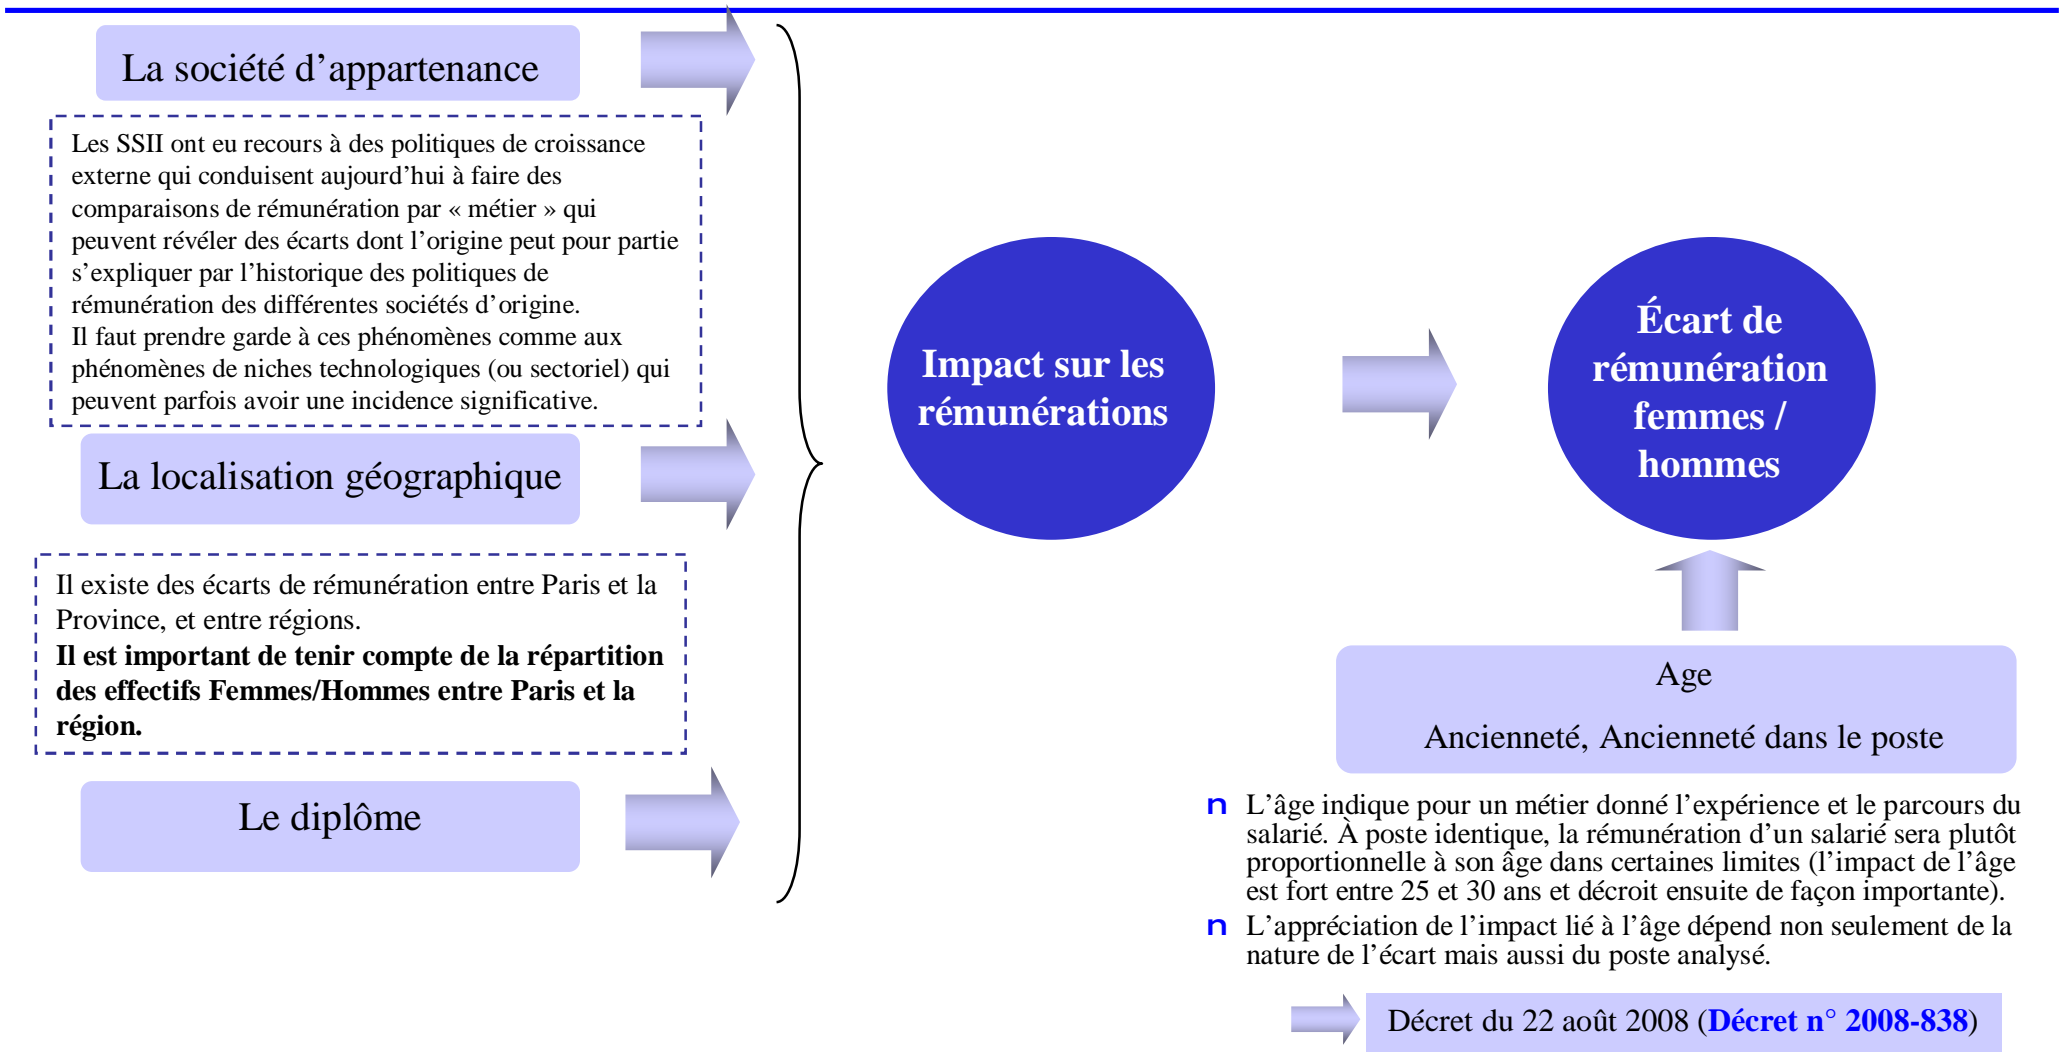 La société d’appartenance
Les SSII ont eu recours à des politiques de croissance
externe qui conduisent aujourd’hui à faire des
comparaisons de rémunération par « métier » qui
peuvent révéler des écarts dont l’origine peut pour partie
s’expliquer par l’historique des politiques de
rémunération des différentes sociétés d’origine.
Il faut prendre garde à ces phénomènes comme aux
phénomènes de niches technologiques (ou sectoriel) qui
peuvent parfois avoir une incidence significative.
La localisation géographique
Il existe des écarts de rémunération entre Paris et la
Province, et entre régions.
Il est important de tenir compte de la répartition
des effectifs Femmes/Hommes entre Paris et la
région.
Le diplôme
Impact sur les
rémunérations
Écart de
rémunération
femmes /
hommes
Age
Ancienneté, Ancienneté dans le poste
n L’âge indique pour un métier donné l’expérience et le parcours du
salarié. À poste identique, la rémunération d’un salarié sera plutôt
proportionnelle à son âge dans certaines limites (l’impact de l’âge
est fort entre 25 et 30 ans et décroit ensuite de façon importante).
n L’appréciation de l’impact lié à l’âge dépend non seulement de la
nature de l’écart mais aussi du poste analysé.
Décret du 22 août 2008 (Décret n° 2008-838)